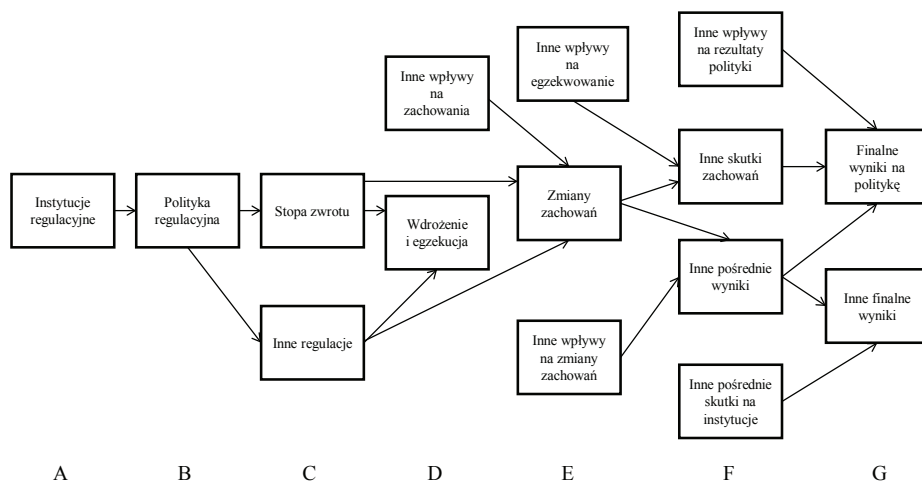 Inne wpływy
na rezultaty
polityki
Inne wpływy
na
egzekwowanie
Inne wpływy
na
zachowania
Inne skutki
zachowań
Finalne
wyniki na
politykę
Instytucje
regulacyjne
Polityka
regulacyjna
Stopa zwrotu
Zmiany
zachowań
Wdrożenie
i egzekucja
Inne pośrednie
wyniki
Inne finalne
wyniki
Inne regulacje
Inne wpływy
na zmiany
zachowań
Inne pośrednie
skutki na
instytucje
A B C D E F G